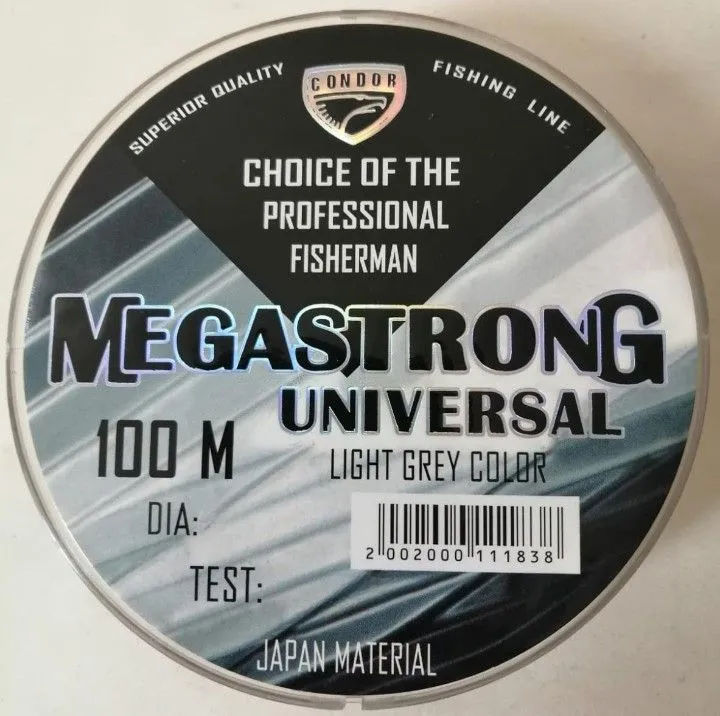 SUPERIOR QUALITY
CONDOR
FISHING LINE
CHOICE OF THE
PROFESSIONAL
FISHERMAN
MEGASTRONG
UNIVERSAL
100 M
LIGHT GREY COLOR
DIA:
2 002000 111838
TEST:
JAPAN MATERIAL